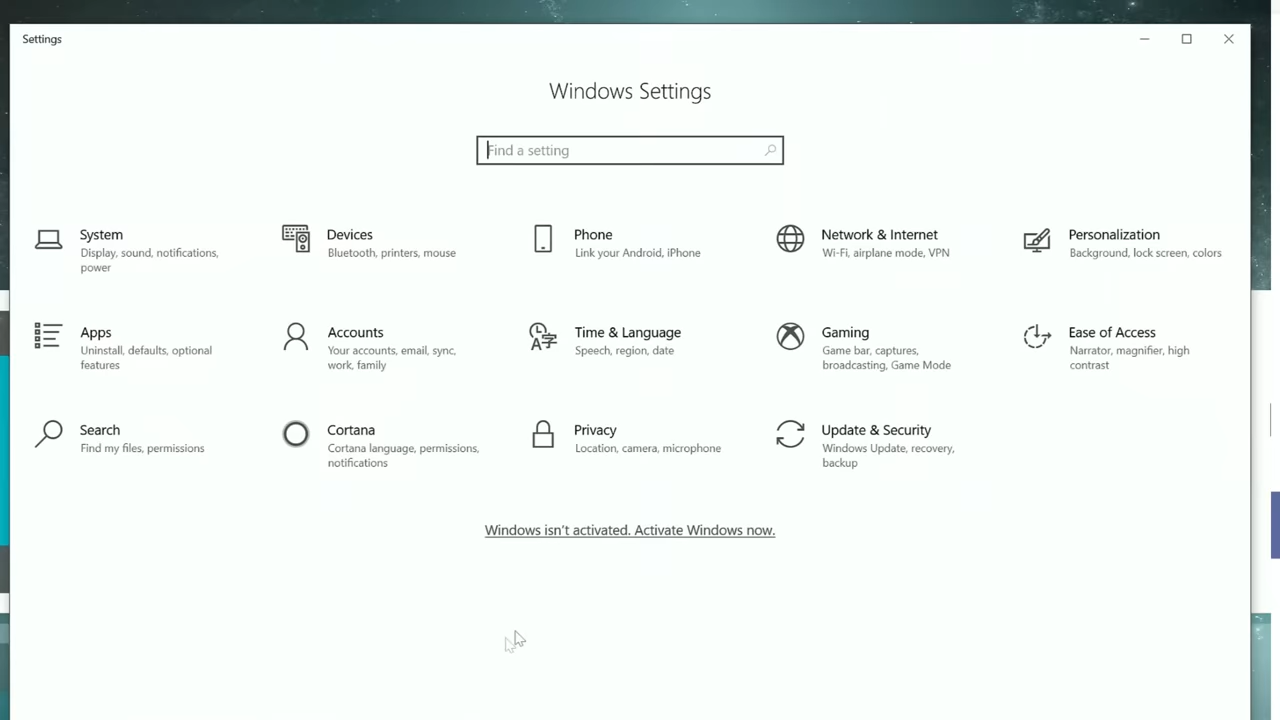 Settings
Windows Settings
Find a setting
System
Display, sound, notifications,
power
Devices
Bluetooth, printers, mouse
Phone
Link your Android, iPhone
Network & Internet
Wi-Fi, airplane mode, VPN
Personalization
Background, lock screen, colors
Apps
Uninstall, defaults, optional
features
Accounts
Your accounts, email, sync,
work, family
Time & Language
Speech, region, date
Gaming
Game bar, captures,
broadcasting, Game Mode
Ease of Access
Narrator, magnifier, high
contrast
Search
Find my files, permissions
Cortana
Cortana language, permissions,
notifications
Privacy
Location, camera, microphone
Update & Security
Windows Update, recovery,
backup
Windows isn't activated. Activate Windows now.